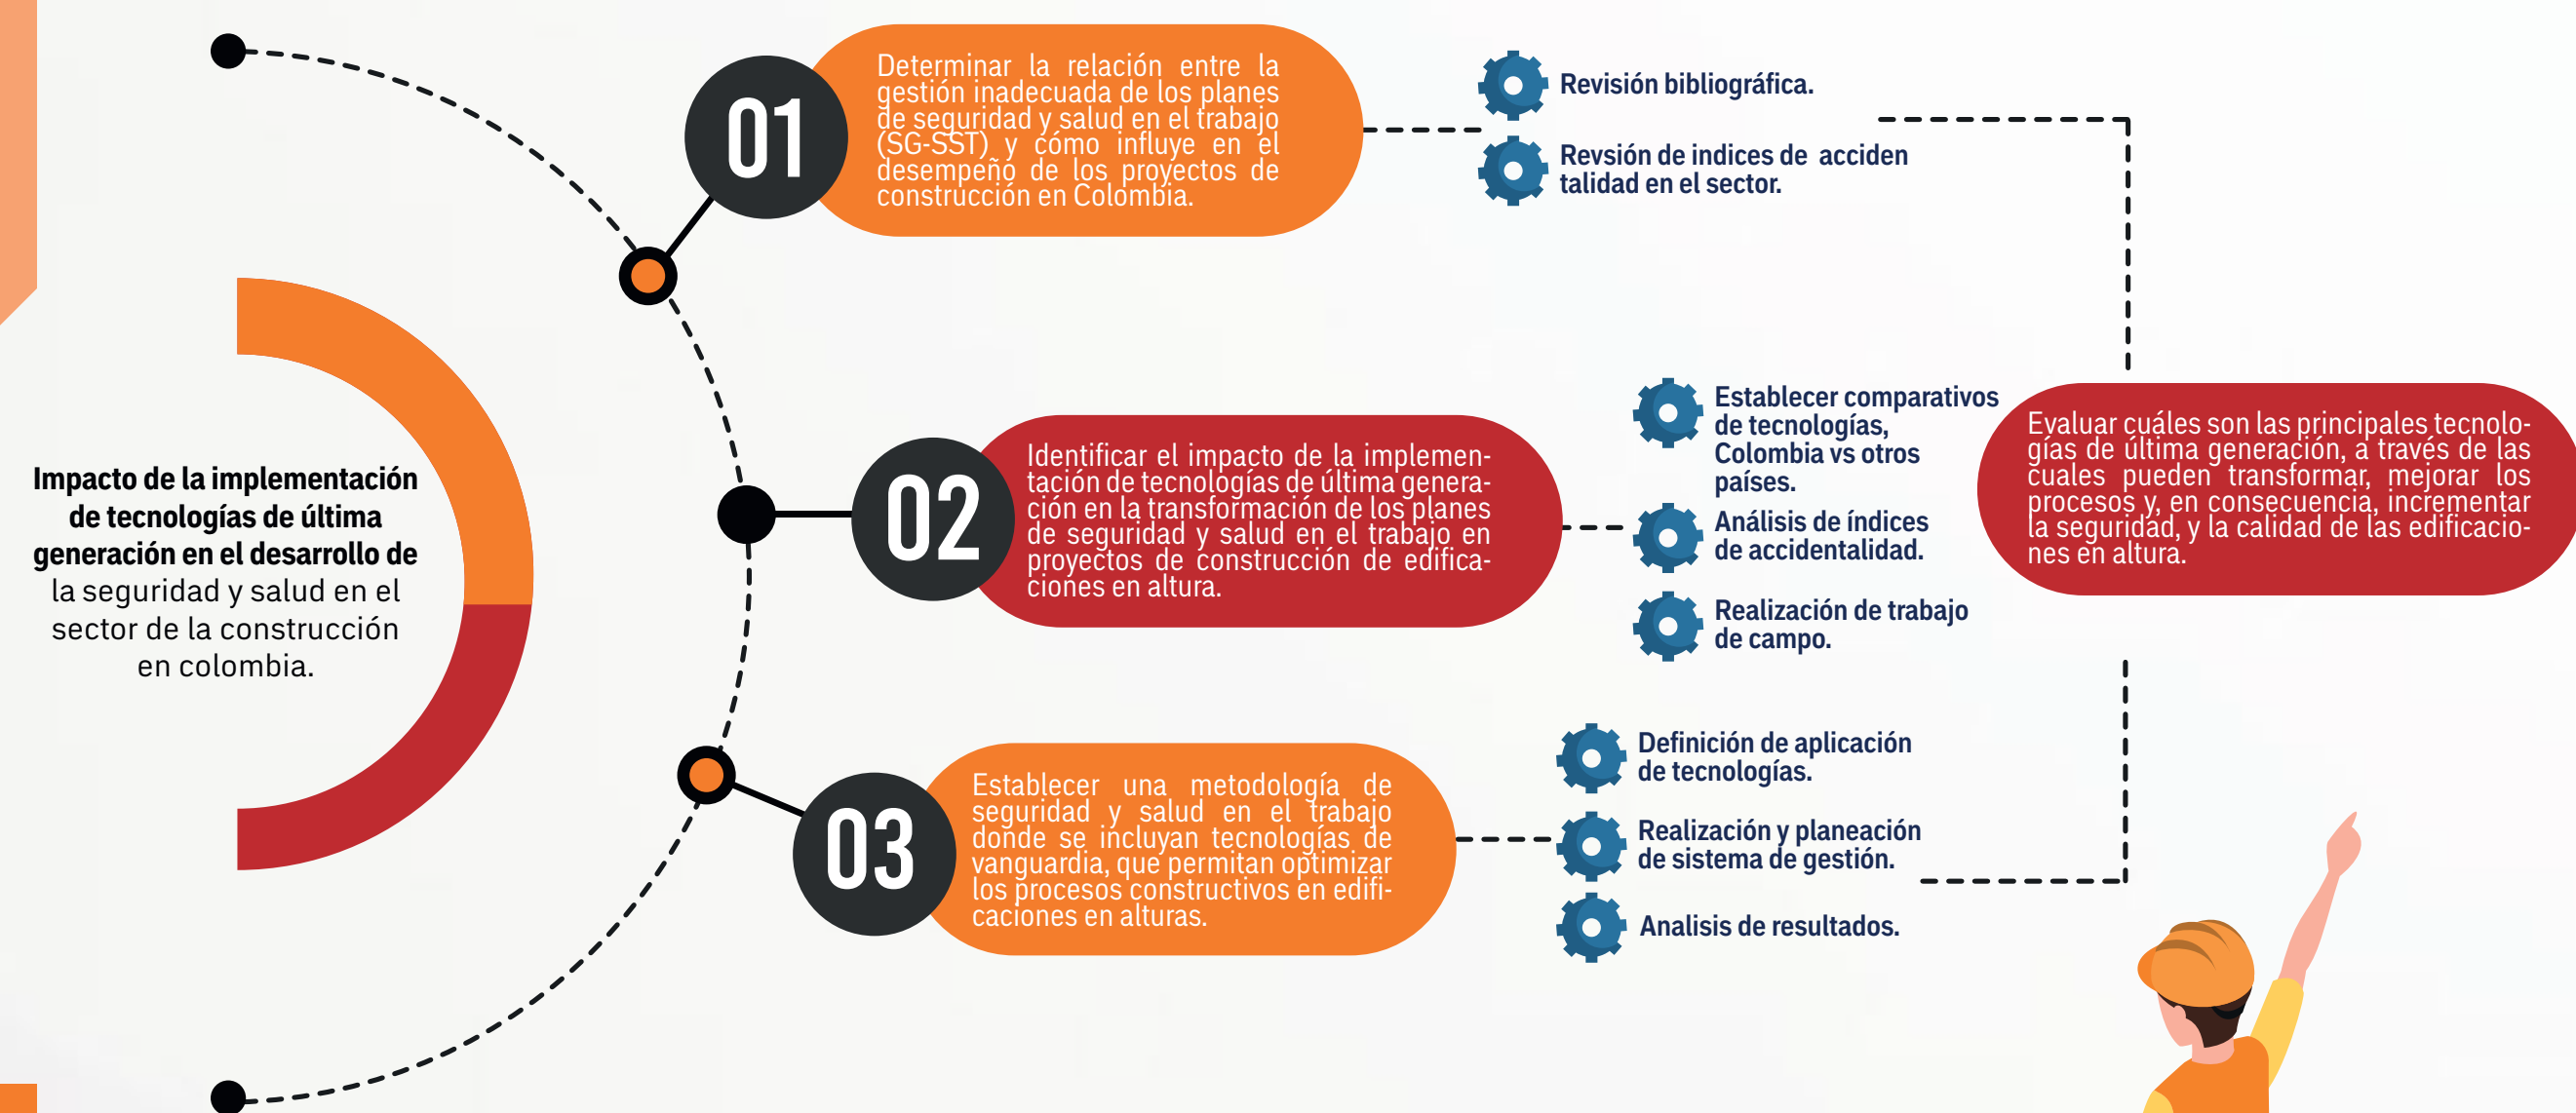 Impacto de la implementación
de tecnologías de última
generación en el desarrollo de
la seguridad y salud en el
sector de la construcción
en colombia.
01
Determinar la relación entre la
gestión inadecuada de los planes
de seguridad y salud en el trabajo
(SG-SST) y cómo influye en el
desempeño de los proyectos de
construcción en Colombia.
Revisión bibliográfica.
Revsión de indices de acciden
talidad en el sector.
02
Identificar el impacto de la implemen-
tación de tecnologías de última genera-
ción en la transformación de los planes
de seguridad y salud en el trabajo en
proyectos de construcción de edifica-
ciones en altura.
Establecer comparativos
de tecnologías,
Colombia vs otros
países.
Análisis de índices
de accidentalidad.
Realización de trabajo
de campo.
03
Establecer una metodología de
seguridad y salud en el trabajo
donde se incluyan tecnologías de
vanguardia, que permitan optimizar
los procesos constructivos en edifi-
caciones en alturas.
Definición de aplicación
de tecnologías.
Realización y planeación
de sistema de gestión.
Analisis de resultados.
Evaluar cuáles son las principales tecnolo-
gías de última generación, a través de las
cuales pueden transformar, mejorar los
procesos y, en consecuencia, incrementar
la seguridad, y la calidad de las edificacio-
nes en altura.